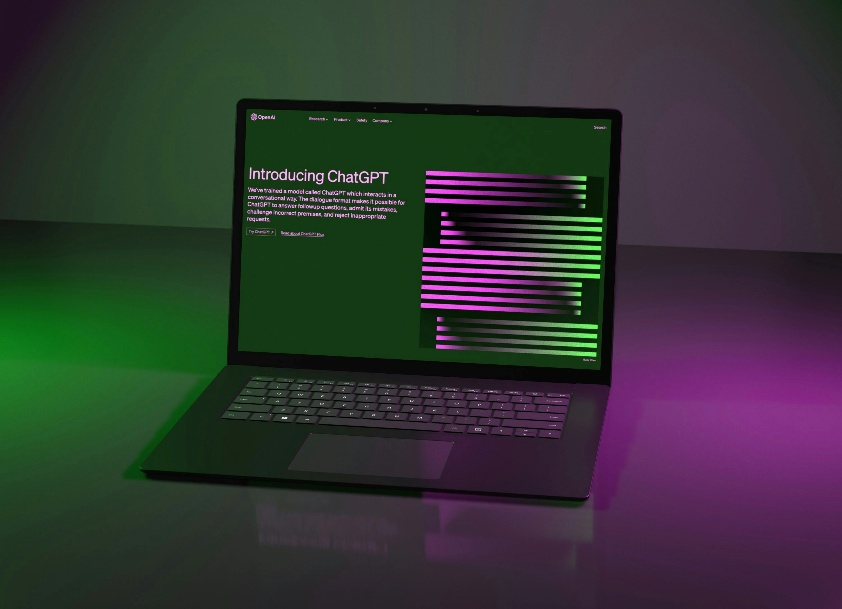 OpenAI
Research Product Safety Company
Search
Introducing ChatGPT
We've trained a model called ChatGPT which interacts in a
conversational way. The dialogue format makes it possible for
ChatGPT to answer followup questions, admit its mistakes,
challenge incorrect premises, and reject inappropriate
requests.
Try ChatGPT ↗ Read about ChatGPT Plus